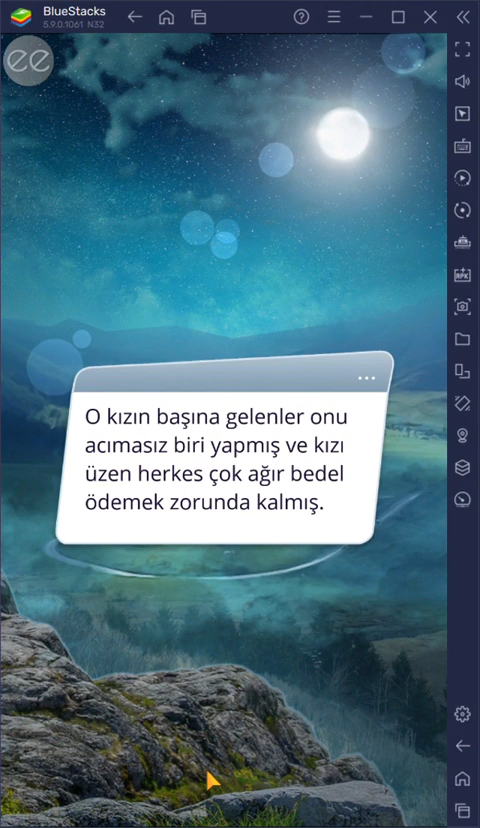 BlueStacks
5.9.0.1061 N32
ee
O kızın başına gelenler onu
acımasız biri yapmış ve kızı
üzen herkes çok ağır bedel
ödemek zorunda kalmış.